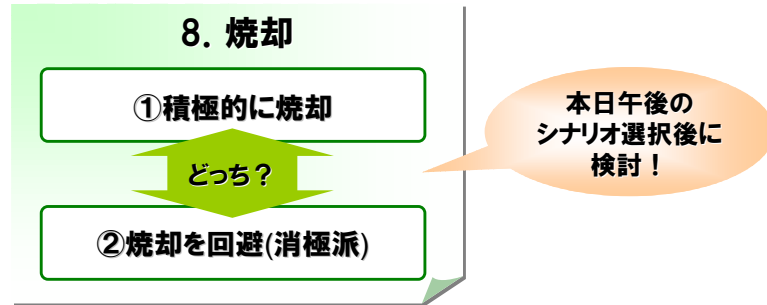 8．焼却
①積極的に焼却
どっち？
②焼却を回避(消極派)
本日午後の
シナリオ選択後に
検討！